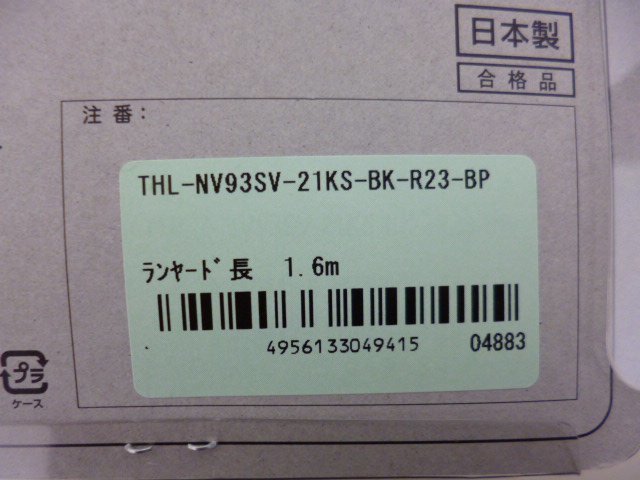 日本製
合格品
注番：
THL-NV93SV-21KS-BK-R23-BP
ﾗﾝﾔｰﾄﾞ長 1.6m
4956133049415 04883
プラ
ケース